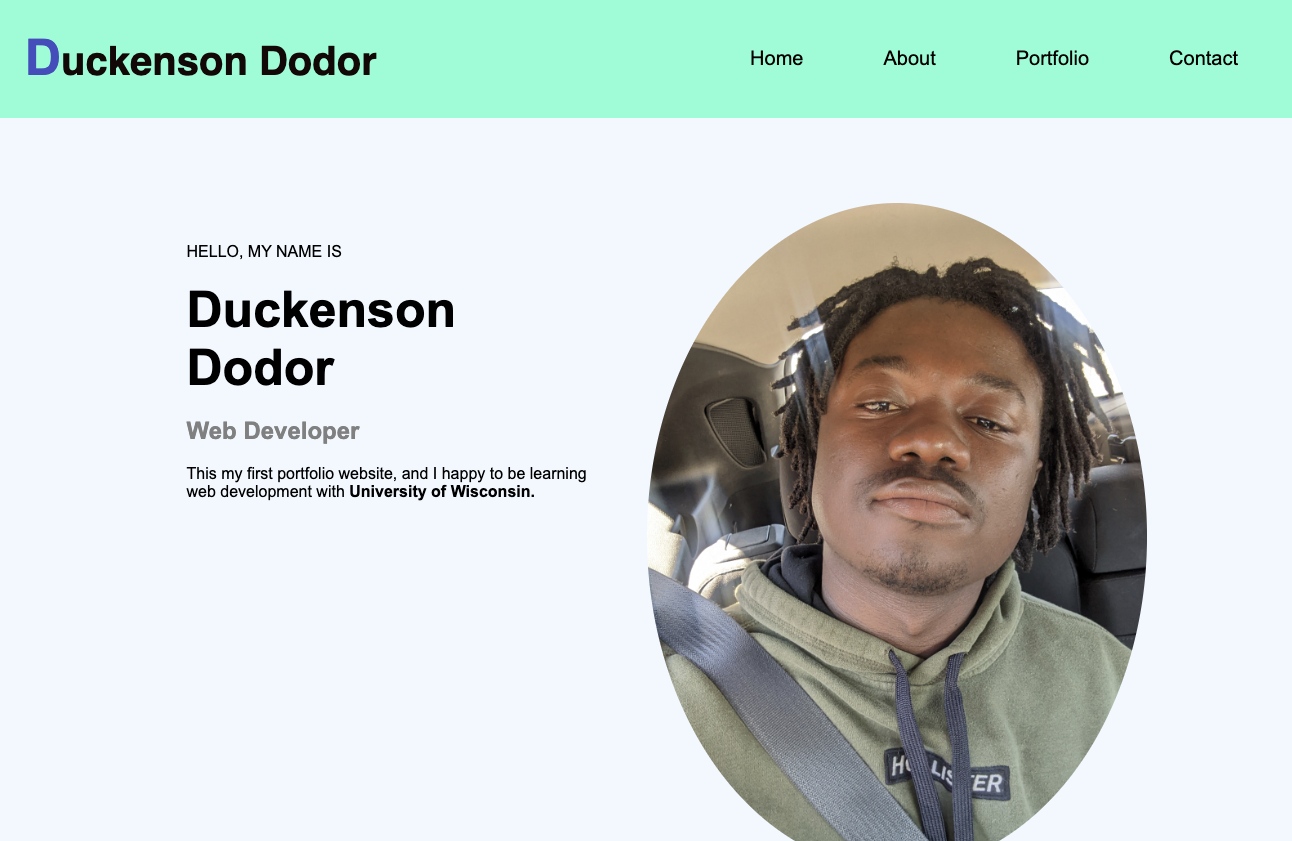 Duckenson Dodor
Home About Portfolio Contact
HELLO, MY NAME IS
Duckenson
Dodor
Web Developer
This my first portfolio website, and I happy to be learning
web development with University of Wisconsin.
HOLLISTER